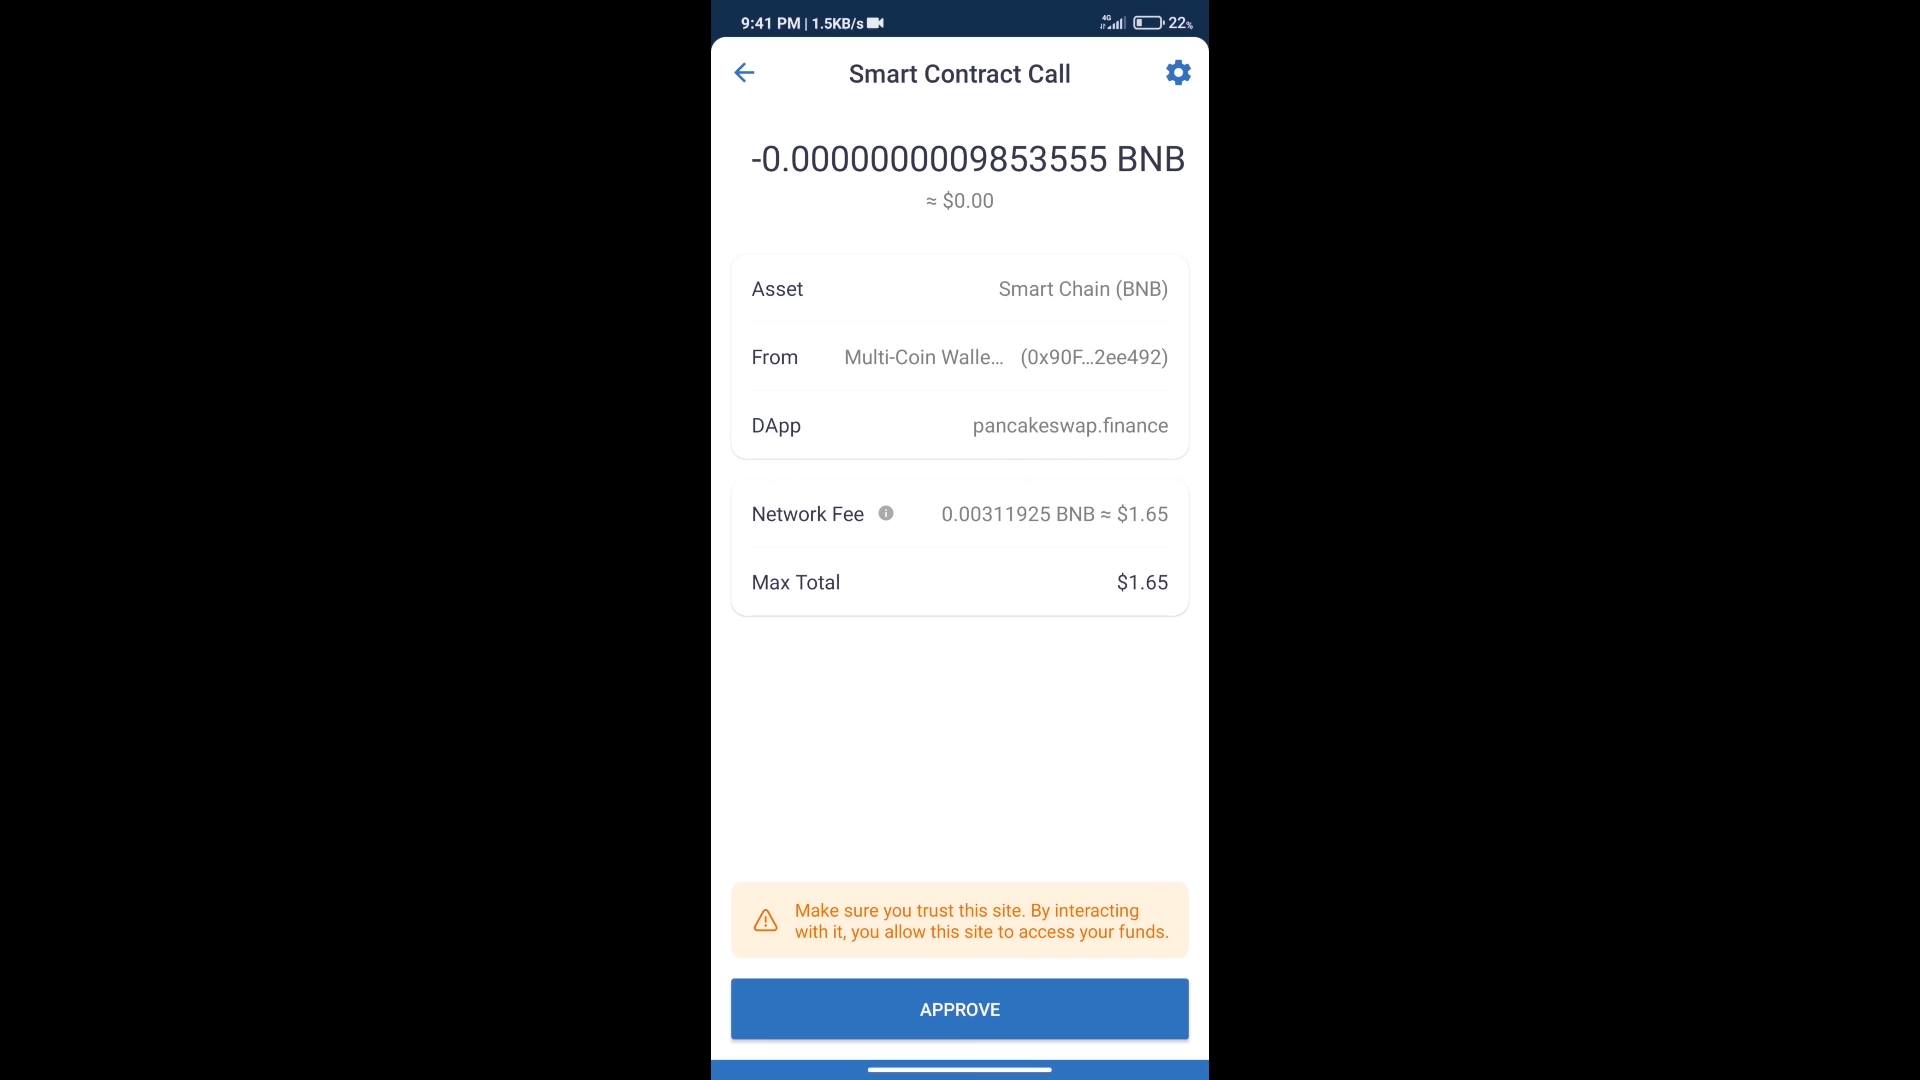 9:41 PM | 1.5KB/s 4G 22%
Smart Contract Call
-0.0000000009853555 BNB
≈ $0.00
Asset Smart Chain (BNB)
From Multi-Coin Walle... (0x90F...2ee492)
DApp pancakeswap.finance
Network Fee 0.00311925 BNB ≈ $1.65
Max Total $1.65
Make sure you trust this site. By interacting
with it, you allow this site to access your funds.
APPROVE